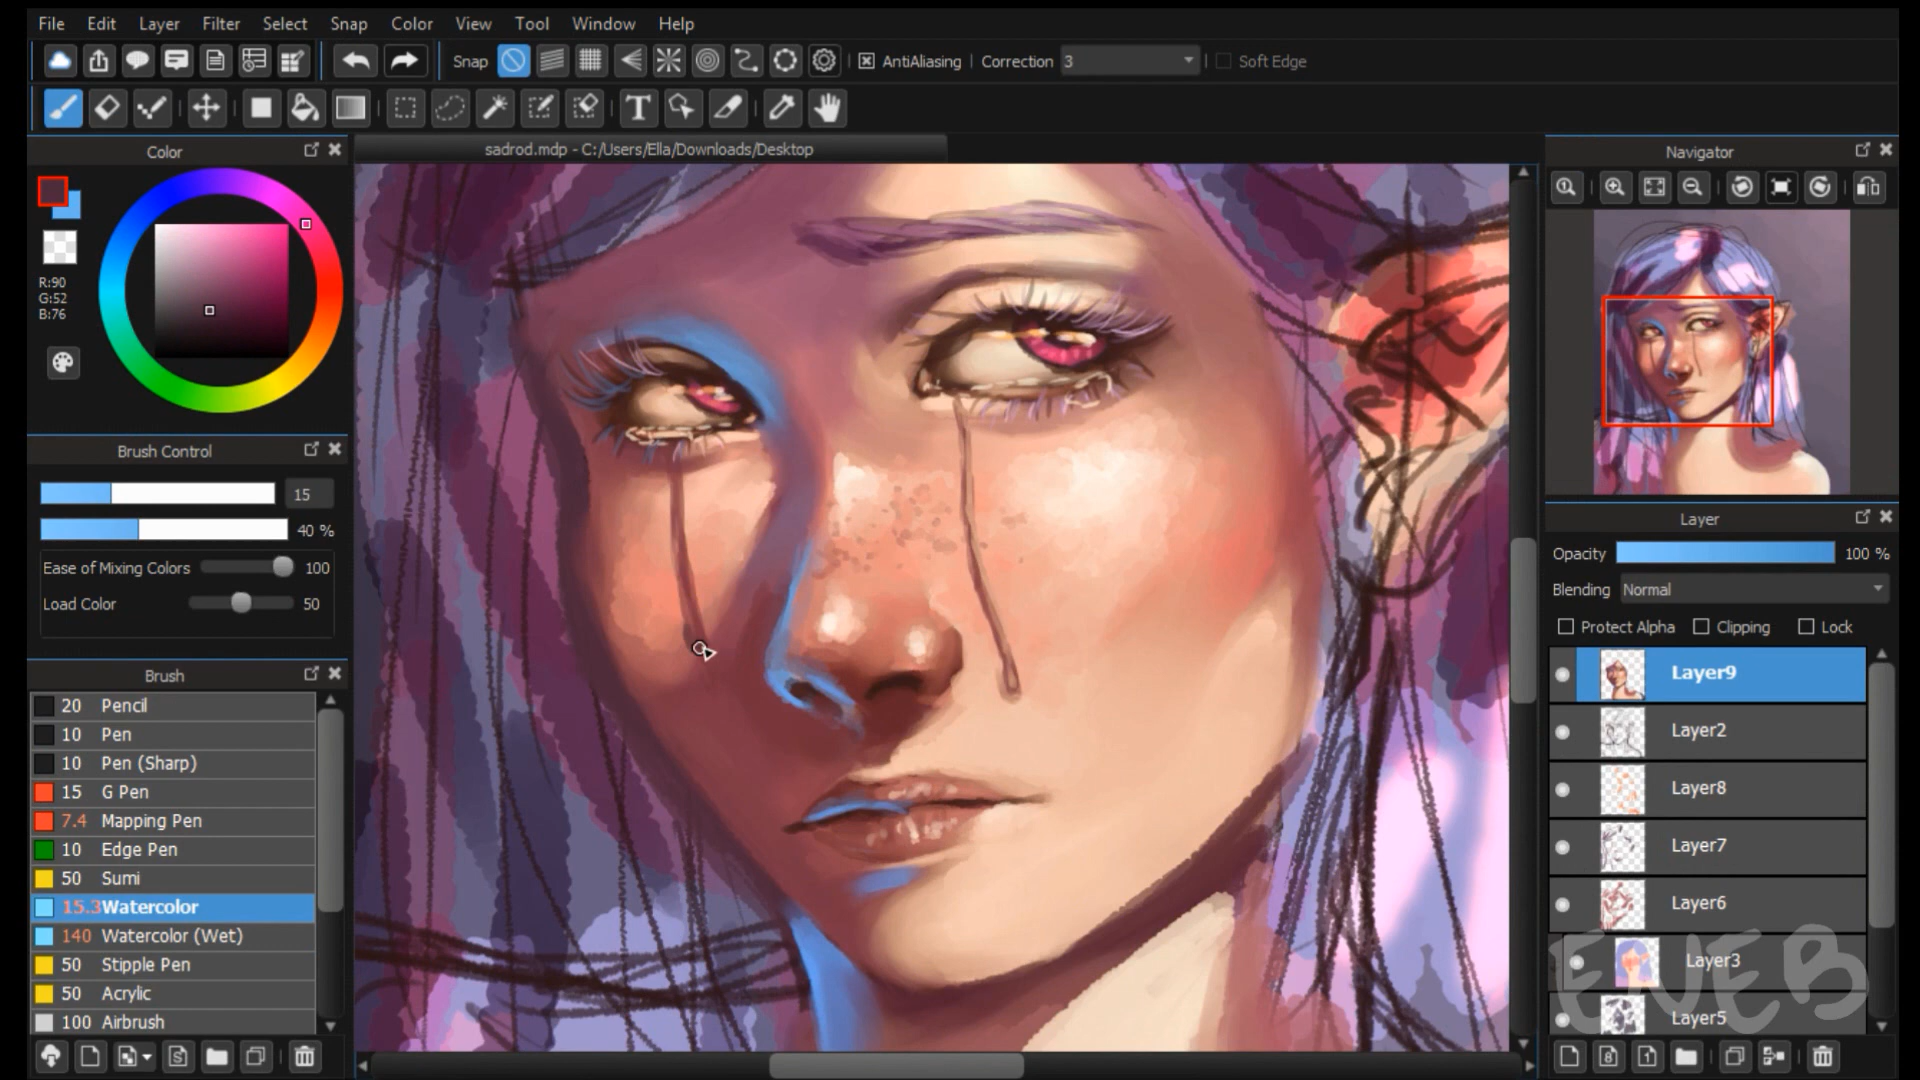 File Edit Layer Filter Select Snap Color View Tool Window Help
Snap AntiAliasing Correction 3 Soft Edge
T
Color
sadrod.mdp - C:/Users/Ella/Downloads/Desktop
Navigator
R:90
G:52
B:76
Brush Control
15
40 %
Ease of Mixing Colors 100
Load Color 50
Brush
20 Pencil
10 Pen
10 Pen (Sharp)
15 G Pen
7.4 Mapping Pen
10 Edge Pen
50 Sumi
15.3 Watercolor
140 Watercolor (Wet)
50 Stipple Pen
50 Acrylic
100 Airbrush
Layer
Opacity 100 %
Blending Normal
Protect Alpha Clipping Lock
Layer9
Layer2
Layer8
Layer7
Layer6
Layer3
Layer5
ENEB